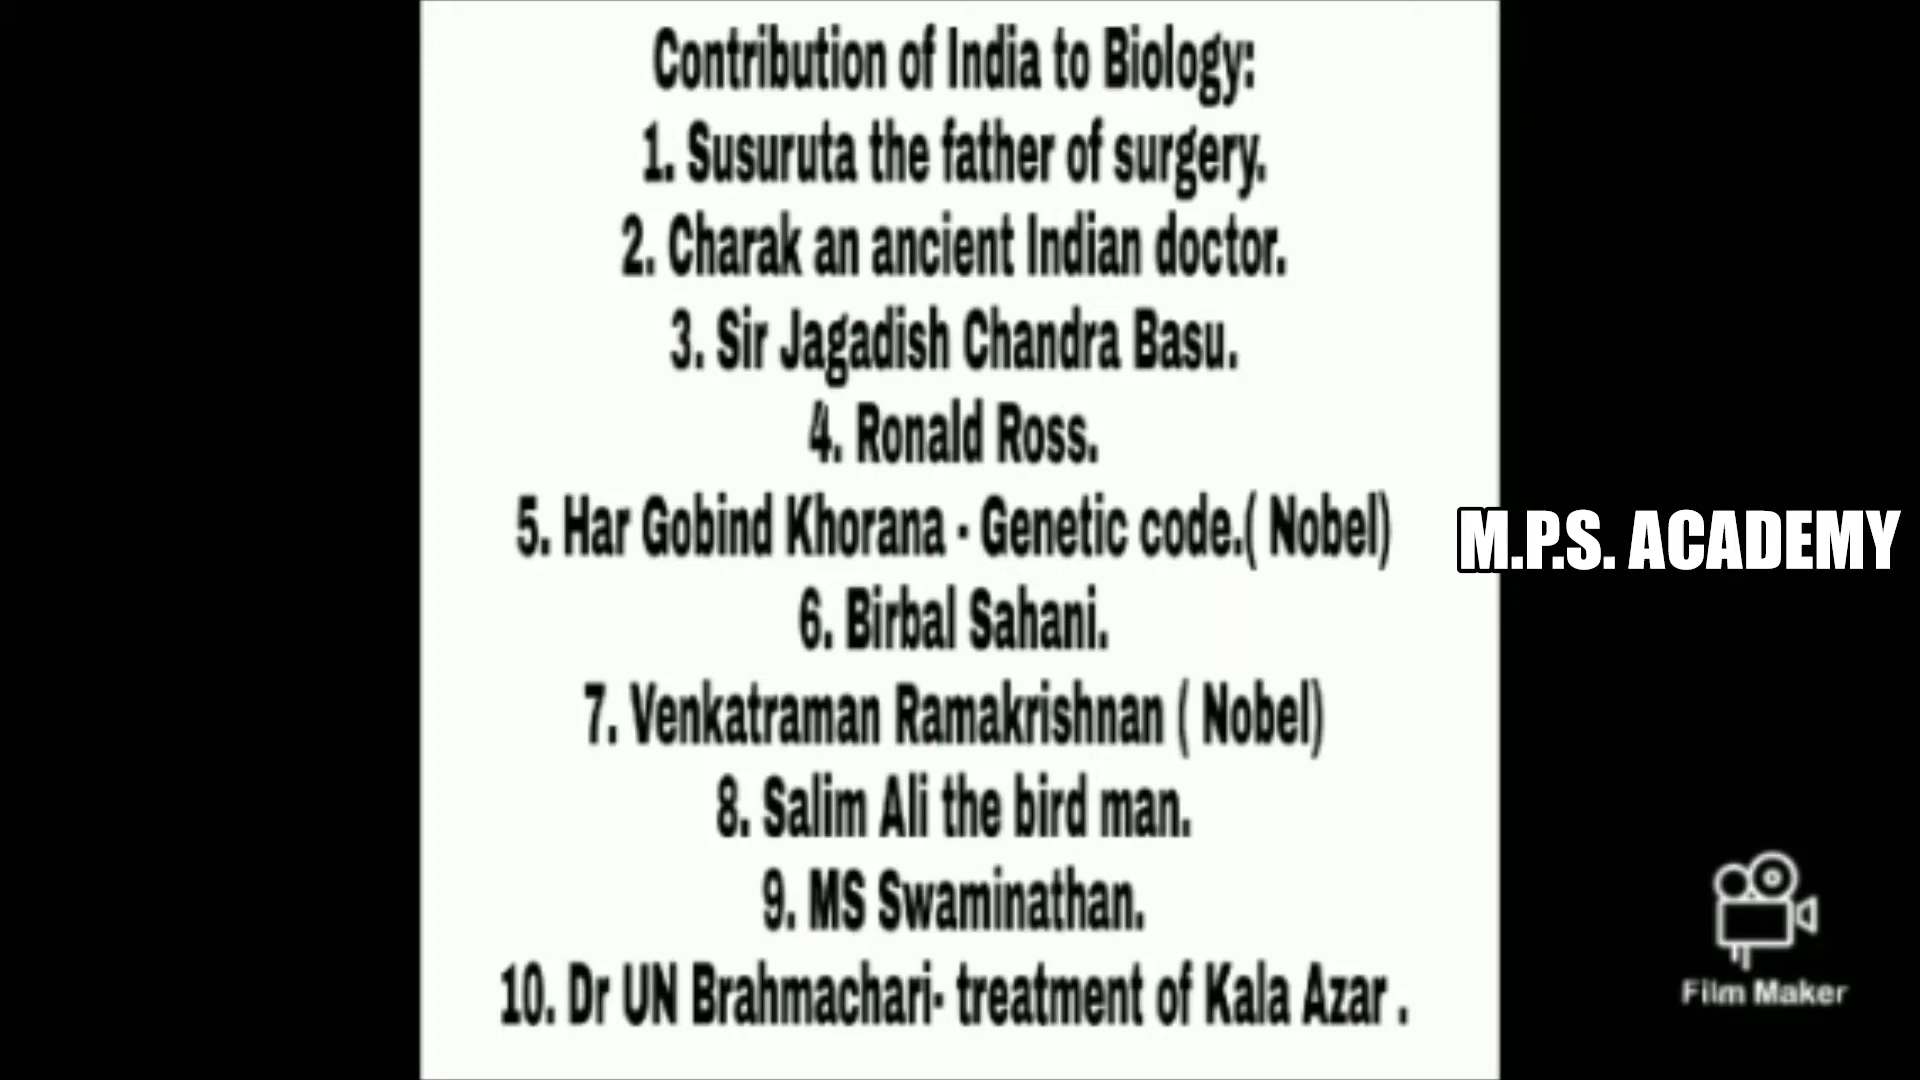 Contribution of India to Biology:
1. Susuruta the father of surgery.
2. Charak an ancient Indian doctor.
3. Sir Jagadish Chandra Basu.
4. Ronald Ross.
5. Har Gobind Khorana - Genetic code.( Nobel)
M.P.S. ACADEMY
6. Birbal Sahani.
7. Venkatraman Ramakrishnan ( Nobel)
8. Salim Ali the bird man.
9. MS Swaminathan.
10. Dr UN Brahmachari- treatment of Kala Azar .
Film Maker